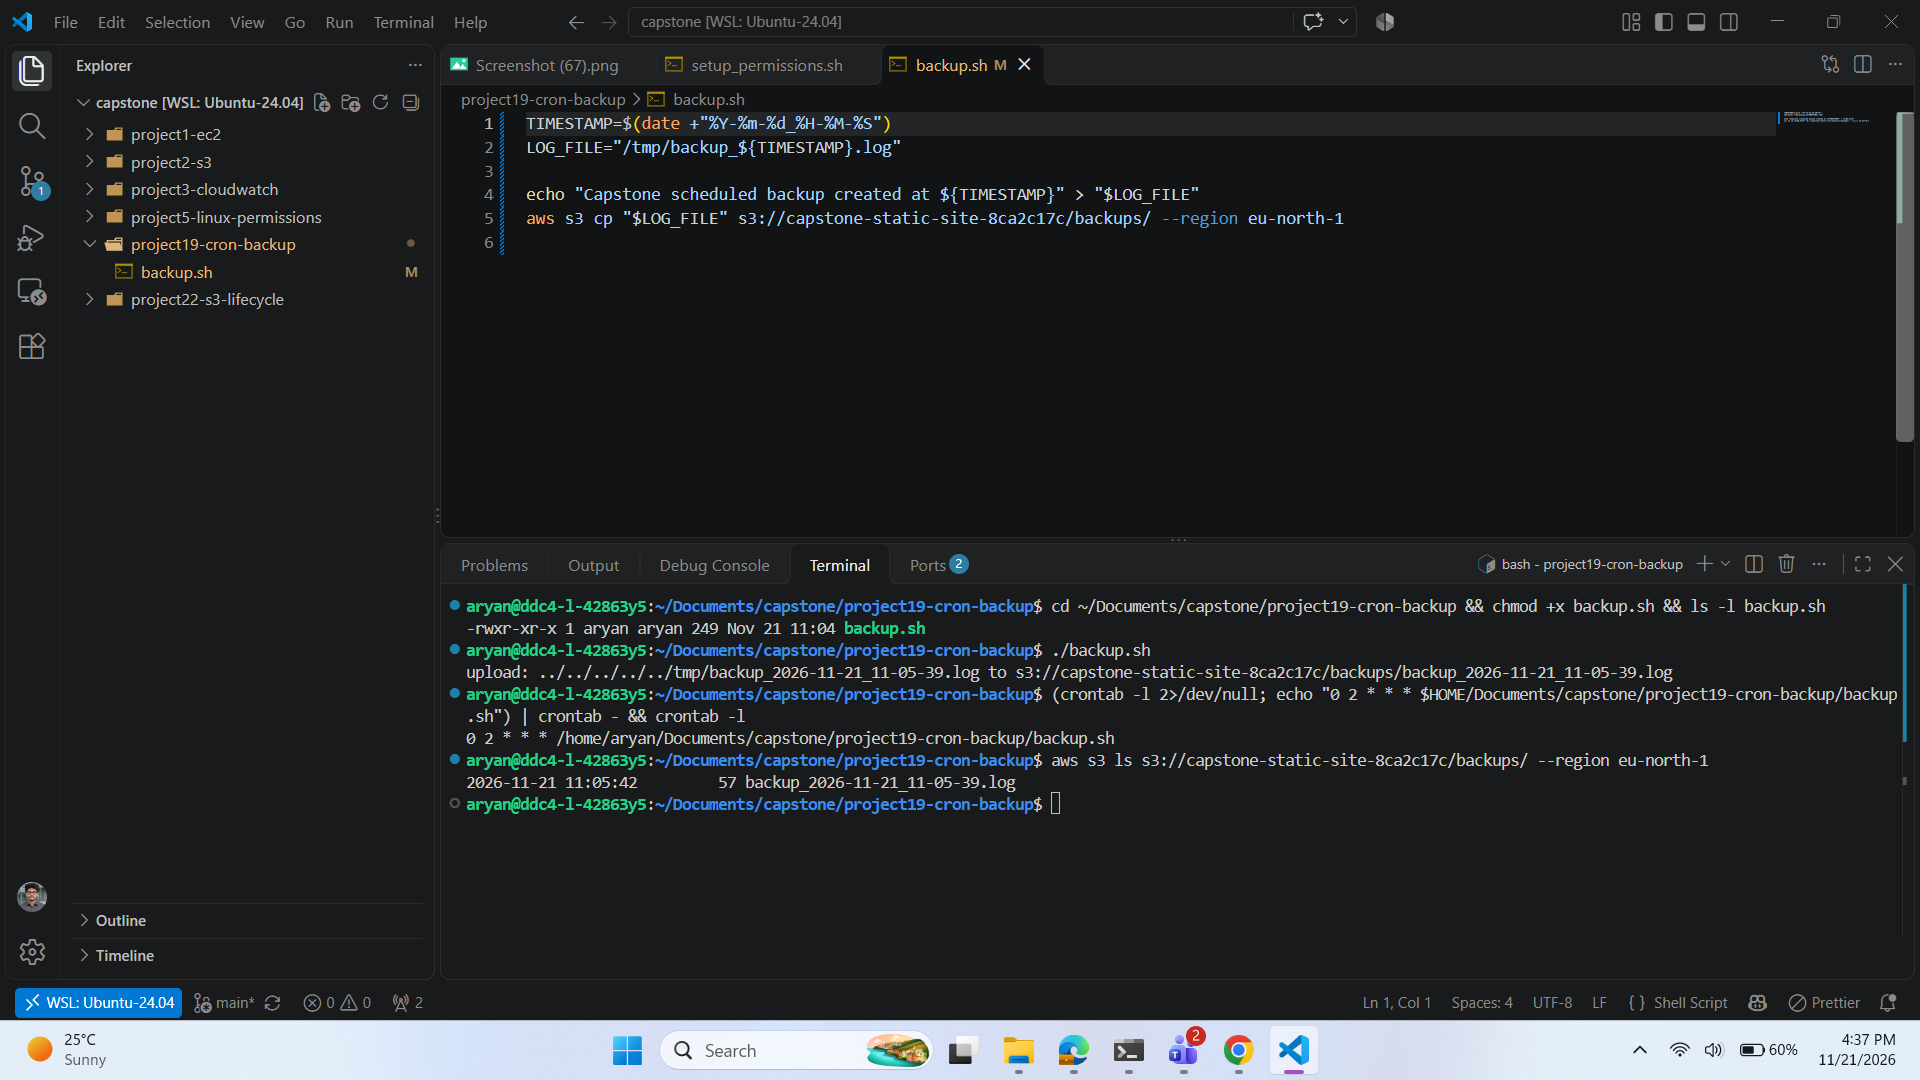 File Edit Selection View Go Run Terminal Help
capstone [WSL: Ubuntu-24.04]
Explorer
capstone [WSL: Ubuntu-24.04]
project1-ec2
project2-s3
project3-cloudwatch
project5-linux-permissions
project19-cron-backup
backup.sh M
project22-s3-lifecycle
Outline
Timeline
1
Screenshot (67).png
setup_permissions.sh
backup.sh M
project19-cron-backup > backup.sh
1 TIMESTAMP=$(date +"%Y-%m-%d_%H-%M-%S")
2 LOG_FILE="/tmp/backup_${TIMESTAMP}.log"
3
4 echo "Capstone scheduled backup created at ${TIMESTAMP}" > "$LOG_FILE"
5 aws s3 cp "$LOG_FILE" s3://capstone-static-site-8ca2c17c/backups/ --region eu-north-1
6
Problems Output Debug Console Terminal Ports 2
bash - project19-cron-backup
aryan@ddc4-l-42863y5:~/Documents/capstone/project19-cron-backup$ cd ~/Documents/capstone/project19-cron-backup && chmod +x backup.sh && ls -l backup.sh
-rwxr-xr-x 1 aryan aryan 249 Nov 21 11:04 backup.sh
aryan@ddc4-l-42863y5:~/Documents/capstone/project19-cron-backup$ ./backup.sh
upload: ../../../../../tmp/backup_2026-11-21_11-05-39.log to s3://capstone-static-site-8ca2c17c/backups/backup_2026-11-21_11-05-39.log
aryan@ddc4-l-42863y5:~/Documents/capstone/project19-cron-backup$ (crontab -l 2>/dev/null; echo "0 2 * * * $HOME/Documents/capstone/project19-cron-backup/backup
.sh") | crontab - && crontab -l
0 2 * * * /home/aryan/Documents/capstone/project19-cron-backup/backup.sh
aryan@ddc4-l-42863y5:~/Documents/capstone/project19-cron-backup$ aws s3 ls s3://capstone-static-site-8ca2c17c/backups/ --region eu-north-1
2026-11-21 11:05:42 57 backup_2026-11-21_11-05-39.log
aryan@ddc4-l-42863y5:~/Documents/capstone/project19-cron-backup$
WSL: Ubuntu-24.04 main* 0 0 2
Ln 1, Col 1 Spaces: 4 UTF-8 LF { } Shell Script Prettier
25°C
Sunny
Search
2
60%
4:37 PM
11/21/2026